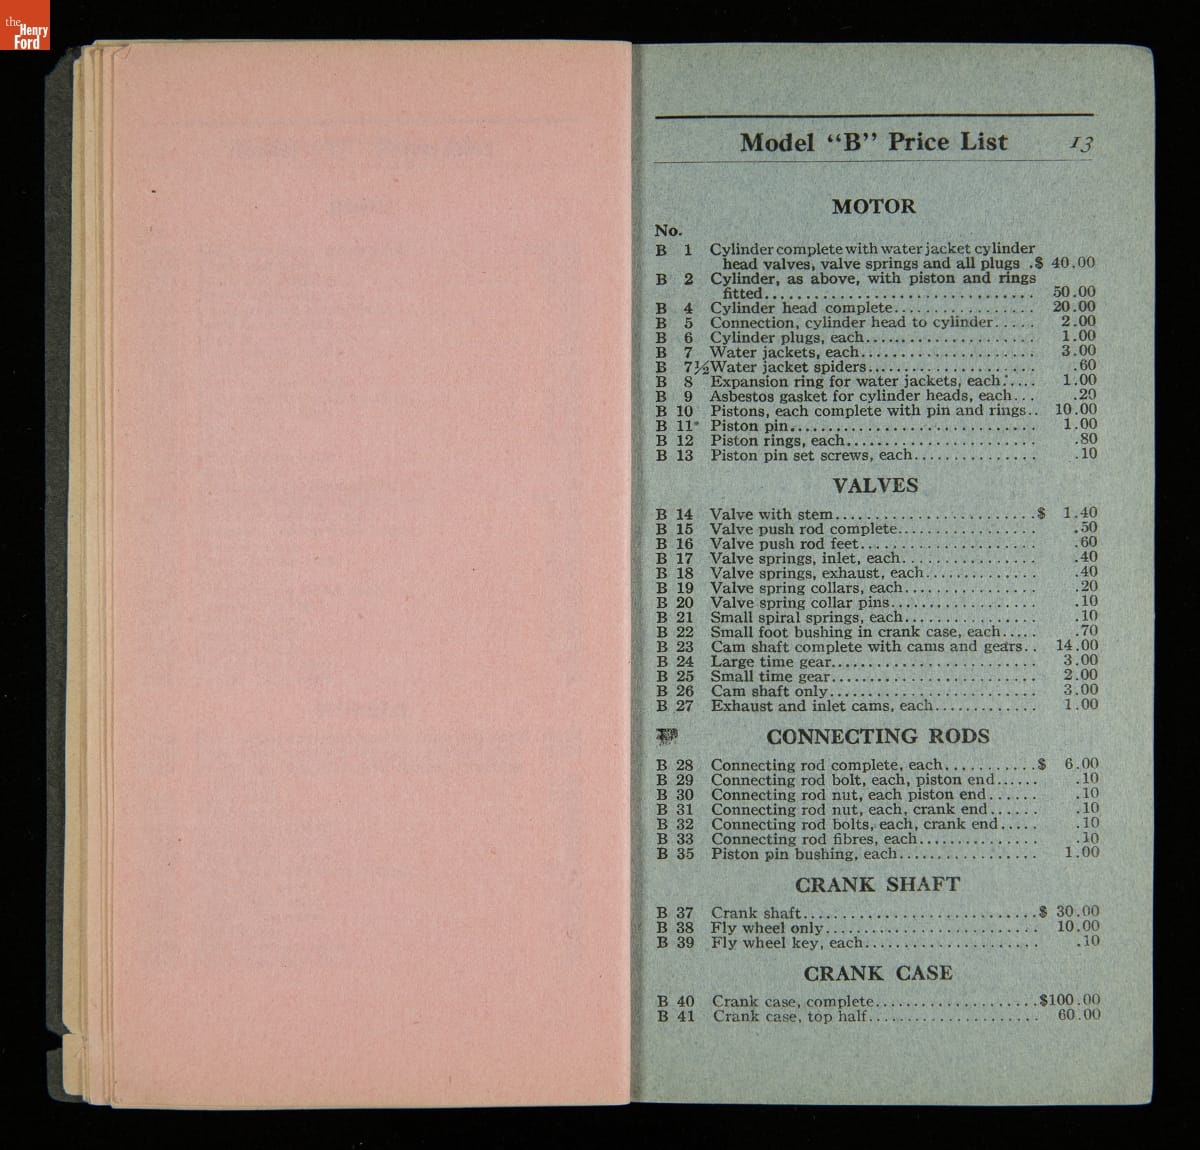 the
Henry
Ford
Model "B" Price List 13
MOTOR
No.
B 1 Cylinder complete with water jacket cylinder
head valves, valve springs and all plugs .$ 40.00
B 2 Cylinder, as above, with piston and rings
fitted.................................. 50.00
B 4 Cylinder head complete.................. 20.00
B 5 Connection, cylinder head to cylinder..... 2.00
B 6 Cylinder plugs, each...................... 1.00
B 7 Water jackets, each...................... 3.00
B 7½ Water jacket spiders..................... .60
B 8 Expansion ring for water jackets, each.... 1.00
B 9 Asbestos gasket for cylinder heads, each... .20
B 10 Pistons, each complete with pin and rings.. 10.00
B 11 Piston pin............................... 1.00
B 12 Piston rings, each........................ .80
B 13 Piston pin set screws, each............... .10
VALVES
B 14 Valve with stem.........................$ 1.40
B 15 Valve push rod complete.................. .50
B 16 Valve push rod feet...................... .60
B 17 Valve springs, inlet, each................. .40
B 18 Valve springs, exhaust, each.............. .40
B 19 Valve spring collars, each................. .20
B 20 Valve spring collar pins.................. .10
B 21 Small spiral springs, each................. .10
B 22 Small foot bushing in crank case, each..... .70
B 23 Cam shaft complete with cams and gears.. 14.00
B 24 Large time gear.......................... 3.00
B 25 Small time gear.......................... 2.00
B 26 Cam shaft only.......................... 3.00
B 27 Exhaust and inlet cams, each............. 1.00
CONNECTING RODS
B 28 Connecting rod complete, each...........$ 6.00
B 29 Connecting rod bolt, each, piston end...... .10
B 30 Connecting rod nut, each piston end...... .10
B 31 Connecting rod nut, each, crank end...... .10
B 32 Connecting rod bolts, each, crank end..... .10
B 33 Connecting rod fibres, each............... .10
B 35 Piston pin bushing, each.................. 1.00
CRANK SHAFT
B 37 Crank shaft.............................$ 30.00
B 38 Fly wheel only........................... 10.00
B 39 Fly wheel key, each...................... .10
CRANK CASE
B 40 Crank case, complete....................$100.00
B 41 Crank case, top half...................... 60.00